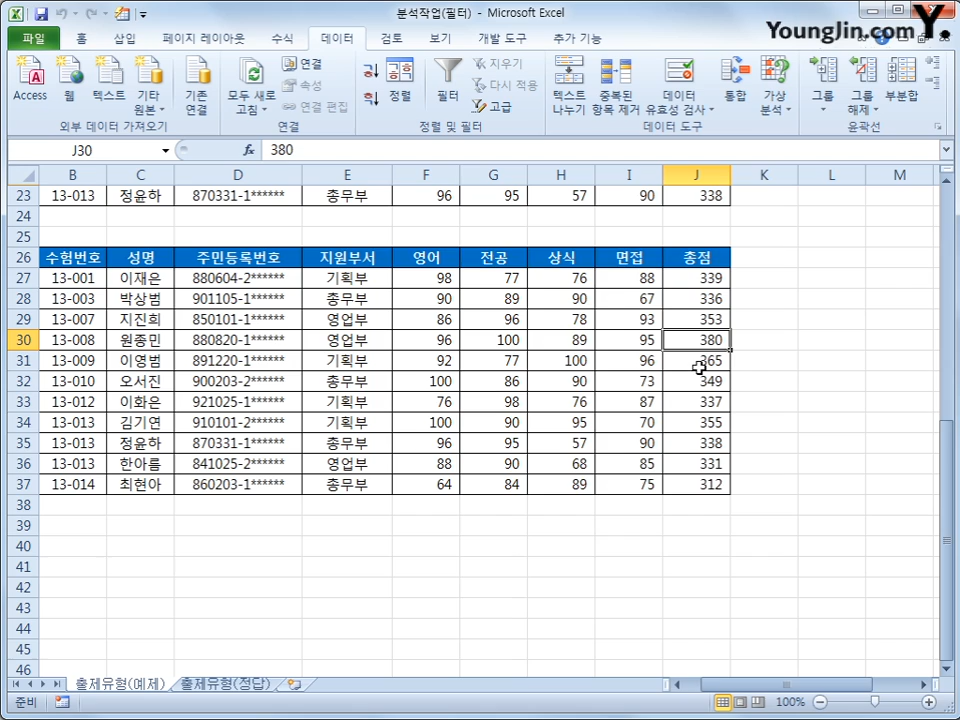 분석작업(필터) - Microsoft Excel
YoungJin.com Y.
파일 홈 삽입 페이지 레이아웃 수식 데이터 검토 보기 개발 도구 추가 기능
Access 웹 텍스트 기타 원본 기존 연결 모두 새로 고침 연결 속성 연결 편집 정렬 필터 지우기 다시 적용 고급 텍스트 나누기 중복된 항목 제거 데이터 유효성 검사 통합 가상 분석 그룹 그룹 해제 부분합
외부 데이터 가져오기 연결 정렬 및 필터 데이터 도구 윤곽선
J30 fx 380
B C D E F G H I J K L M
23 13-013 정윤하 870331-1****** 총무부 96 95 57 90 338
24
25
26 수험번호 성명 주민등록번호 지원부서 영어 전공 상식 면접 총점
27 13-001 이재은 880604-2****** 기획부 98 77 76 88 339
28 13-003 박상범 901105-1****** 총무부 90 89 90 67 336
29 13-007 지진희 850101-1****** 영업부 86 96 78 93 353
30 13-008 원종민 880820-1****** 영업부 96 100 89 95 380
31 13-009 이영범 891220-1****** 기획부 92 77 100 96 365
32 13-010 오서진 900203-2****** 총무부 100 86 90 73 349
33 13-012 이화은 921025-1****** 기획부 76 98 76 87 337
34 13-013 김기연 910101-2****** 기획부 100 90 95 70 355
35 13-013 정윤하 870331-1****** 총무부 96 95 57 90 338
36 13-013 한아름 841025-2****** 영업부 88 90 68 85 331
37 13-014 최현아 860203-1****** 총무부 64 84 89 75 312
38
39
40
41
42
43
44
45
46
출제유형(예제) 출제유형(정답)
준비 100%